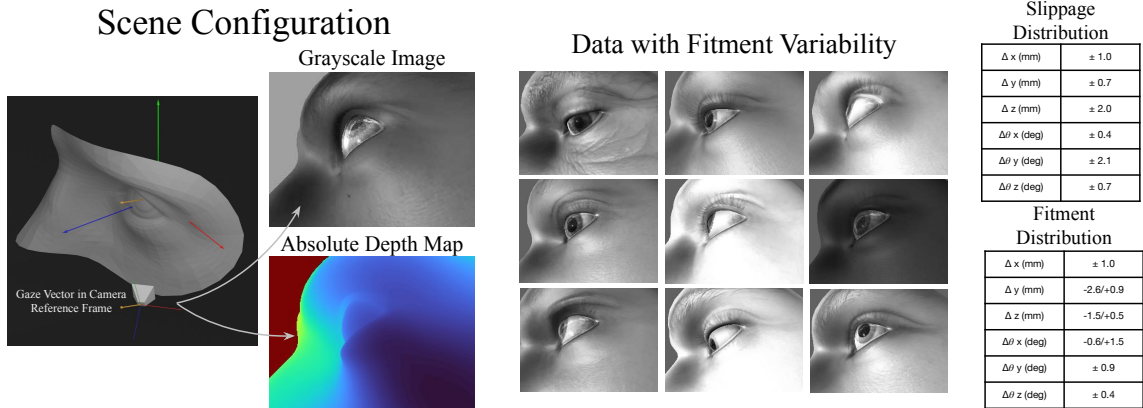 Scene Configuration
Grayscale Image
Gaze Vector in Camera
Reference Frame
Absolute Depth Map
Data with Fitment Variability
Slippage
Distribution
Δ x (mm) ± 1.0
Δ y (mm) ± 0.7
Δ z (mm) ± 2.0
Δθ x (deg) ± 0.4
Δθ y (deg) ± 2.1
Δθ z (deg) ± 0.7
Fitment
Distribution
Δ x (mm) ± 1.0
Δ y (mm) -2.6/+0.9
Δ z (mm) -1.5/+0.5
Δθ x (deg) -0.6/+1.5
Δθ y (deg) ± 0.9
Δθ z (deg) ± 0.4